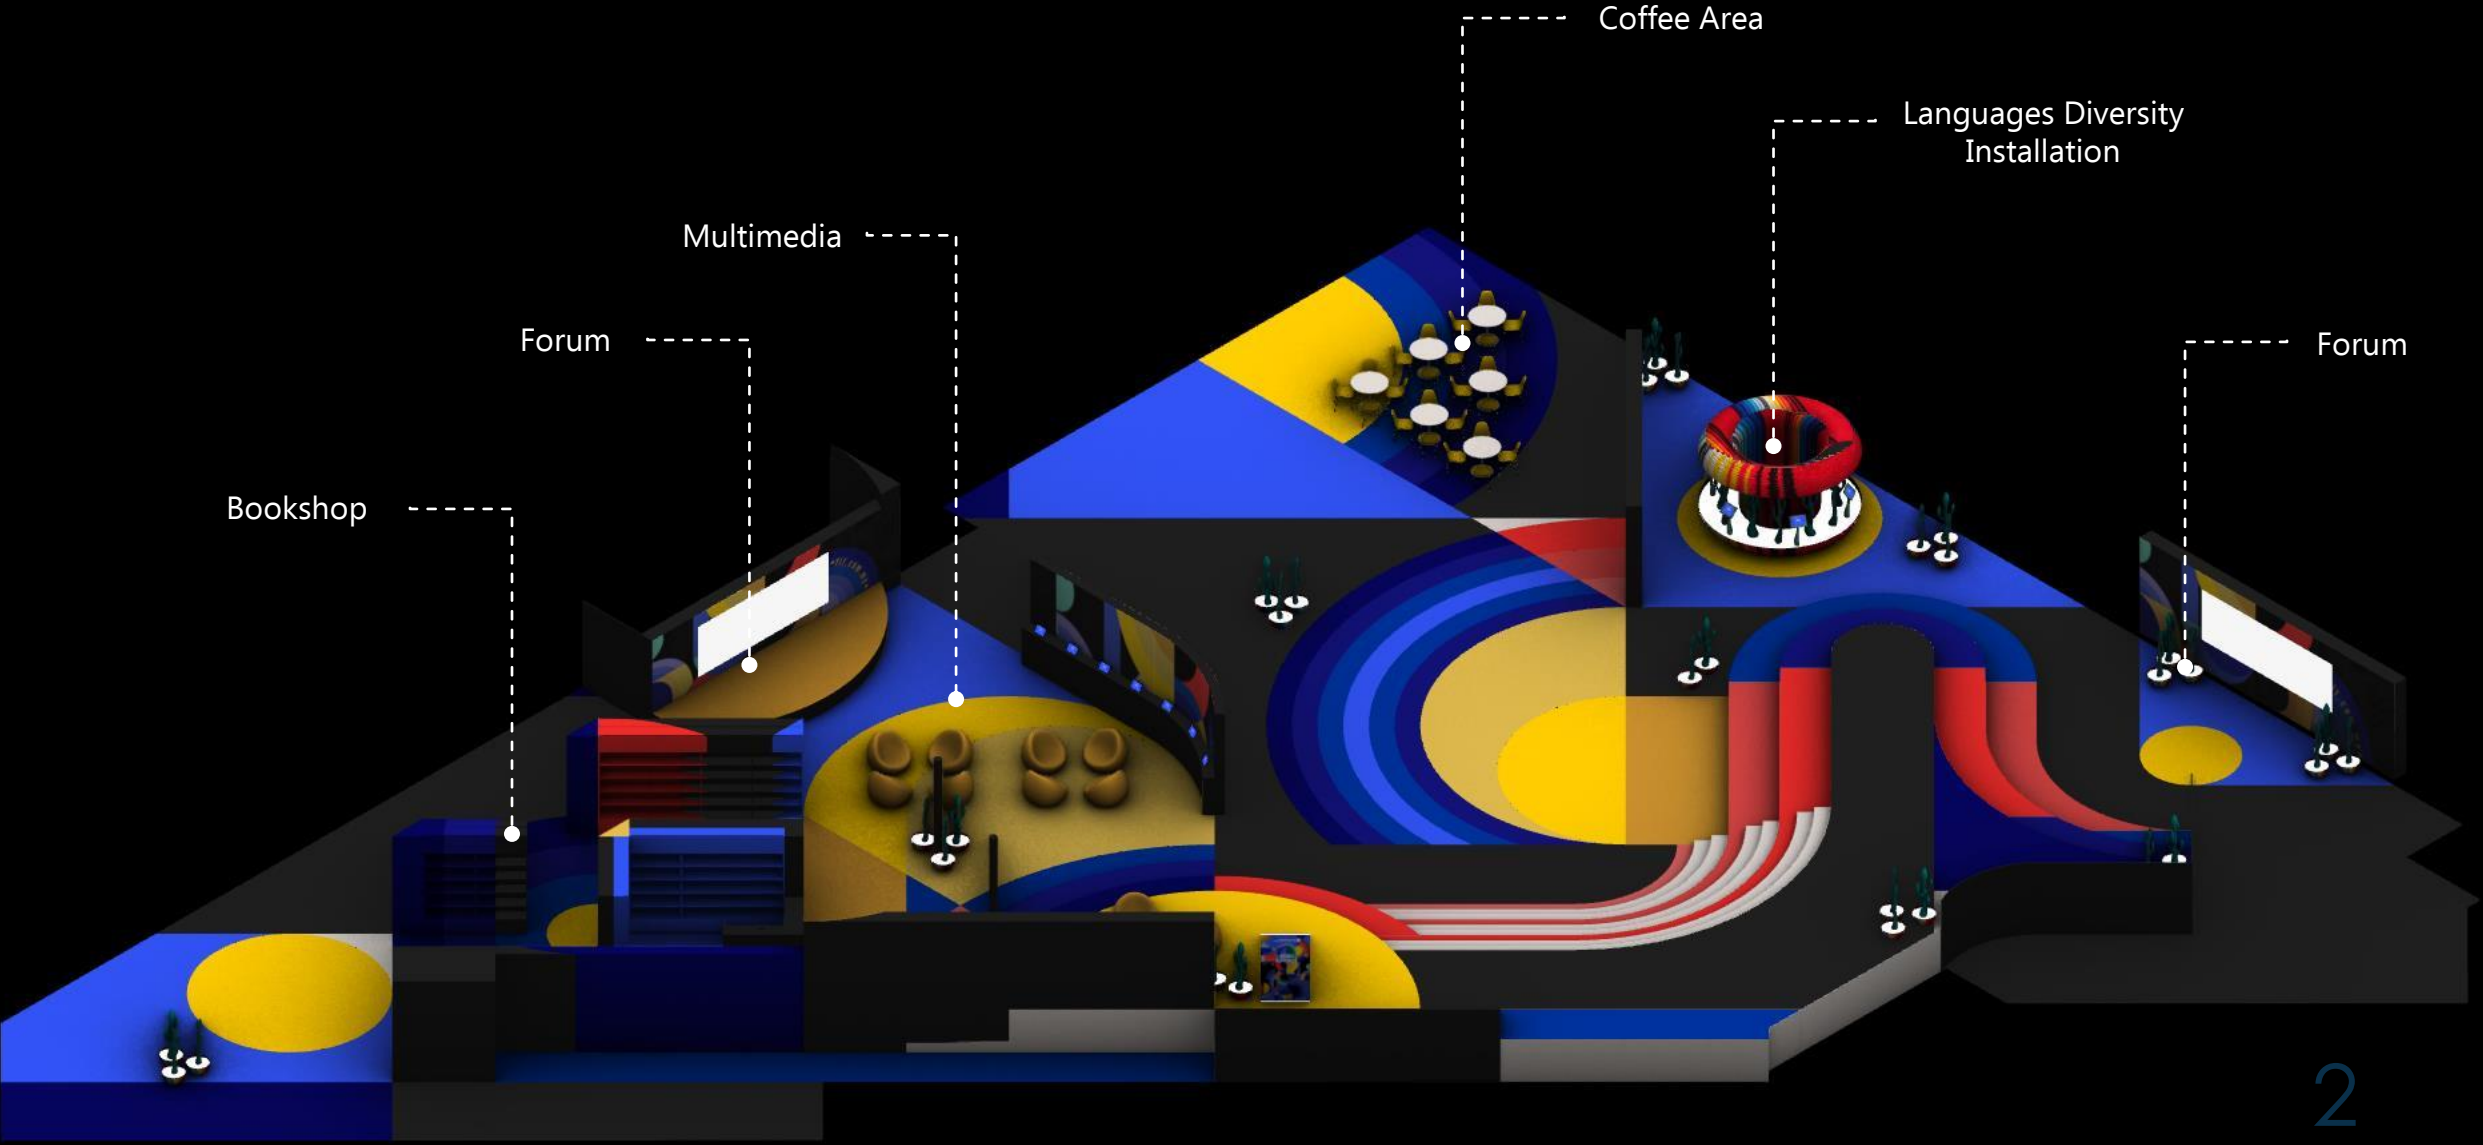 Coffee Area
Languages Diversity
Installation
Multimedia
Forum
Forum
Bookshop
2